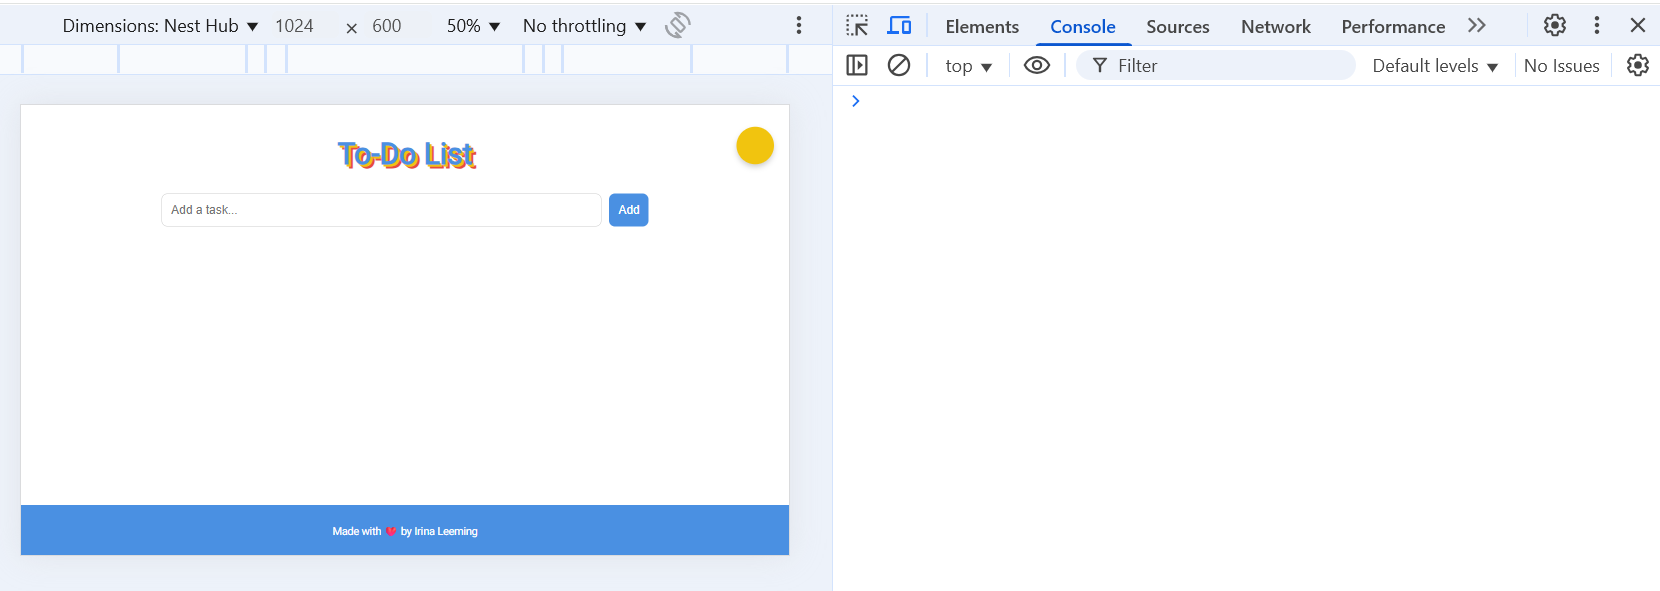 Dimensions: Nest Hub ▼ 1024 × 600 50% ▼ No throttling ▼
Elements Console Sources Network Performance
top ▼ Filter Default levels ▼ No Issues
To-Do List
Add a task... Add
Made with 💔 by Irina Leeming